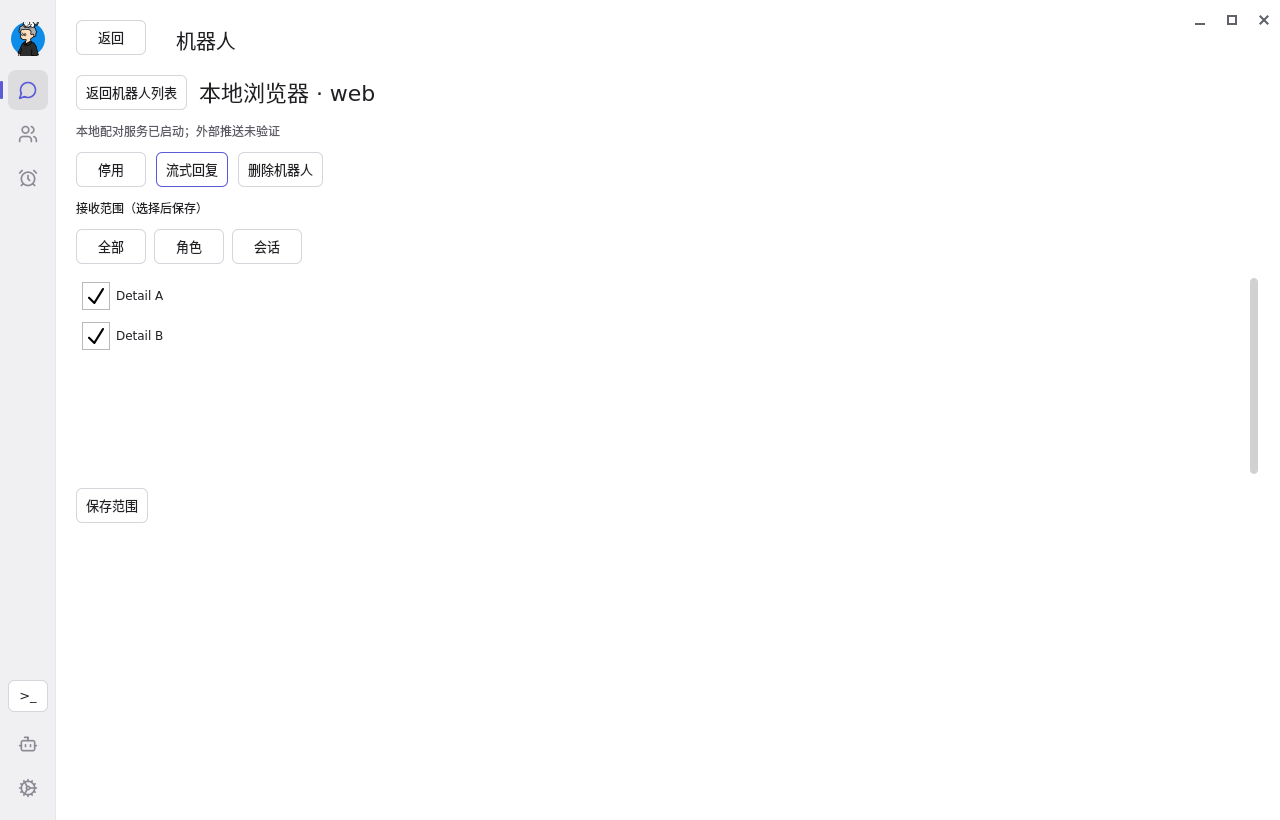 返回
机器人
返回机器人列表
本地浏览器 · web
本地配对服务已启动；外部推送未验证
停用
流式回复
删除机器人
接收范围（选择后保存）
全部
角色
会话
Detail A
Detail B
保存范围
>_